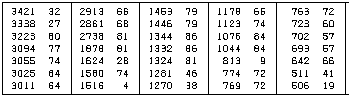 3421 32 2913 66 1463 79 1178 66 763 72
3338 27 2861 68 1446 79 1123 74 723 60
3223 80 2738 81 1344 86 1076 84 702 57
3094 77 1878 81 1332 86 1044 84 693 57
3055 74 1624 28 1324 81 813 9 642 66
3025 64 1580 74 1281 46 774 72 511 41
3011 64 1516 4 1270 38 769 72 506 19